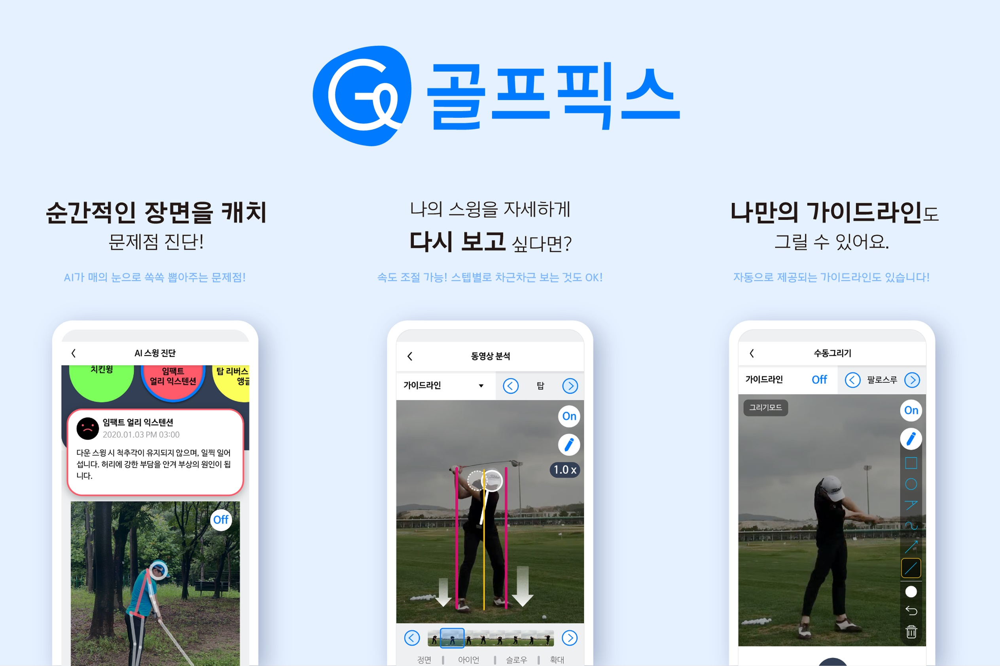 골프픽스
순간적인 장면을 캐치
문제점 진단!
AI가 매의 눈으로 쏙쏙 뽑아주는 문제점!
AI 스윙 진단
치킨윙
임팩트
얼리 익스텐션
탑 리버스
앵글
임팩트 얼리 익스텐션
2020.01.03 PM 03:00
다운 스윙 시 척추각이 유지되지 않으며, 일찍 일어
섭니다. 허리에 강한 부담을 안겨 부상의 원인이 됩
니다.
Off
나의 스윙을 자세하게
다시 보고 싶다면?
속도 조절 가능! 스텝별로 차근차근 보는 것도 OK!
동영상 분석
가이드라인 탑
On
1.0 x
정면 아이언 슬로우 확대
나만의 가이드라인도
그릴 수 있어요.
자동으로 제공되는 가이드라인도 있습니다!
수동그리기
가이드라인 Off 팔로스루
그리기모드
On